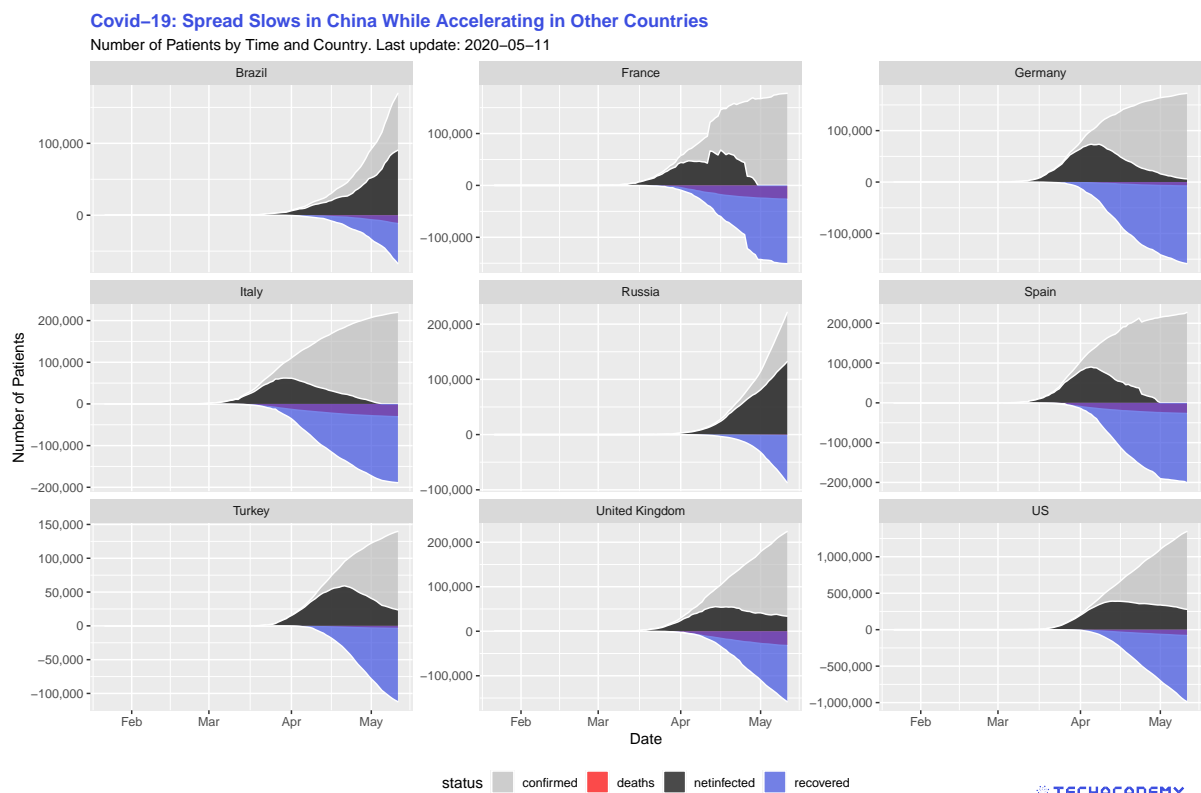 Covid−19: Spread Slows in China While Accelerating in Other Countries
Number of Patients by Time and Country. Last update: 2020−05−11
Brazil
France
Germany
100,000
0
100,000
0
−100,000
100,000
0
−100,000
Italy
Russia
Spain
200,000
100,000
0
−100,000
−200,000
200,000
100,000
0
−100,000
200,000
100,000
0
−100,000
−200,000
Number of Patients
Turkey
United Kingdom
US
150,000
100,000
50,000
0
−50,000
−100,000
200,000
100,000
0
−100,000
1,000,000
500,000
0
−500,000
−1,000,000
Feb Mar Apr May
Feb Mar Apr May
Feb Mar Apr May
Date
status confirmed deaths netinfected recovered
TECHACADEMY